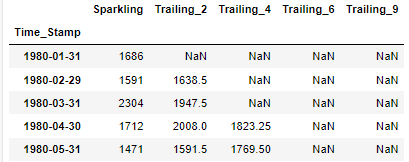 Sparkling Trailing_2 Trailing_4 Trailing_6 Trailing_9
Time_Stamp
1980-01-31 1686 NaN NaN NaN NaN
1980-02-29 1591 1638.5 NaN NaN NaN
1980-03-31 2304 1947.5 NaN NaN NaN
1980-04-30 1712 2008.0 1823.25 NaN NaN
1980-05-31 1471 1591.5 1769.50 NaN NaN